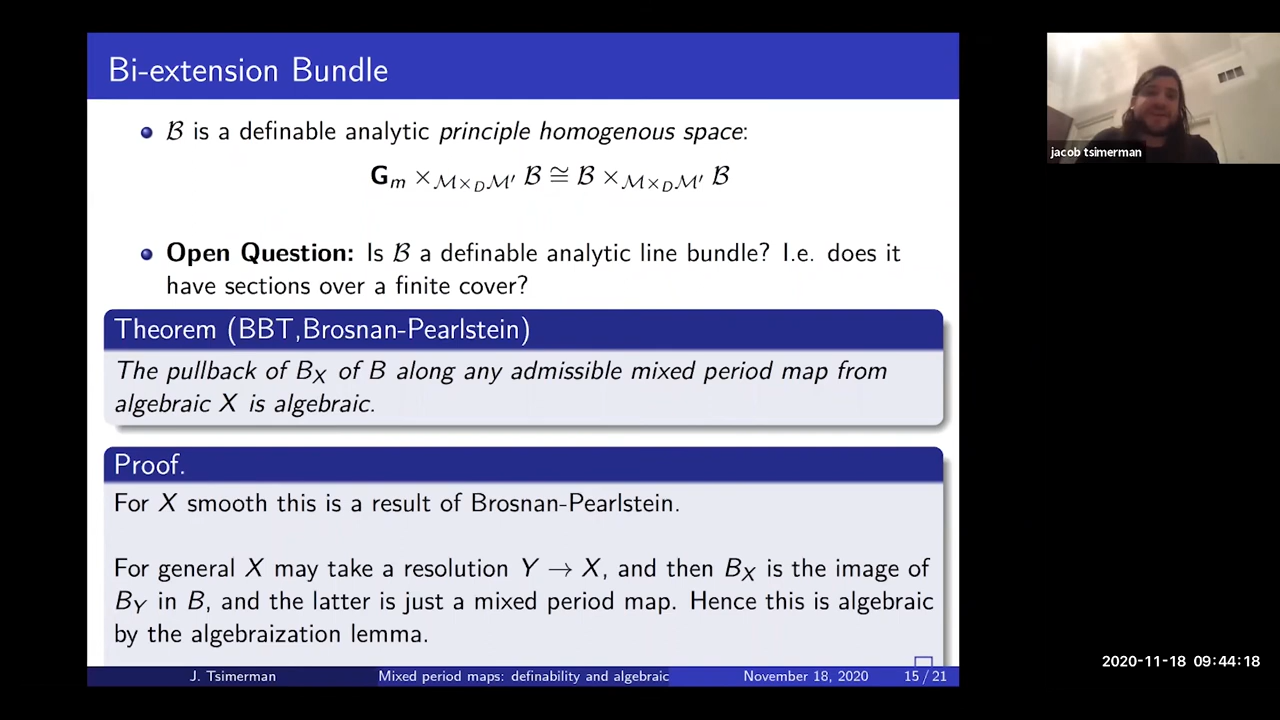 Bi-extension Bundle
jacob tsimerman
ℬ is a definable analytic principle homogenous space:
G_m ×_{ℳ×_Dℳ′} ℬ ≅ ℬ ×_{ℳ×_Dℳ′} ℬ
Open Question: Is ℬ a definable analytic line bundle? I.e. does it
have sections over a finite cover?
Theorem (BBT,Brosnan-Pearlstein)
The pullback of B_X of B along any admissible mixed period map from
algebraic X is algebraic.
Proof.
For X smooth this is a result of Brosnan-Pearlstein.
For general X may take a resolution Y → X, and then B_X is the image of
B_Y in B, and the latter is just a mixed period map. Hence this is algebraic
by the algebraization lemma.
2020-11-18 09:44:18
J. Tsimerman Mixed period maps: definability and algebraic November 18, 2020 15 / 21